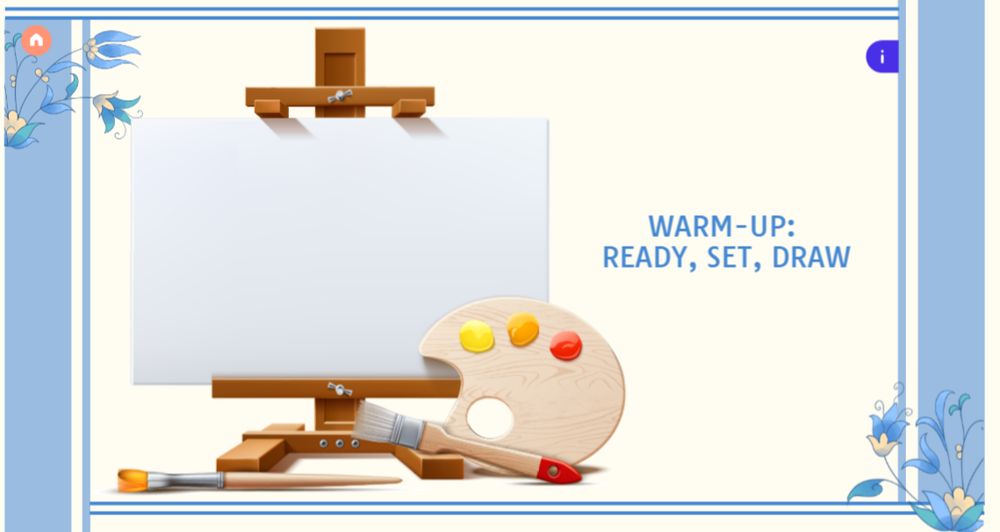 i
WARM-UP:
READY, SET, DRAW